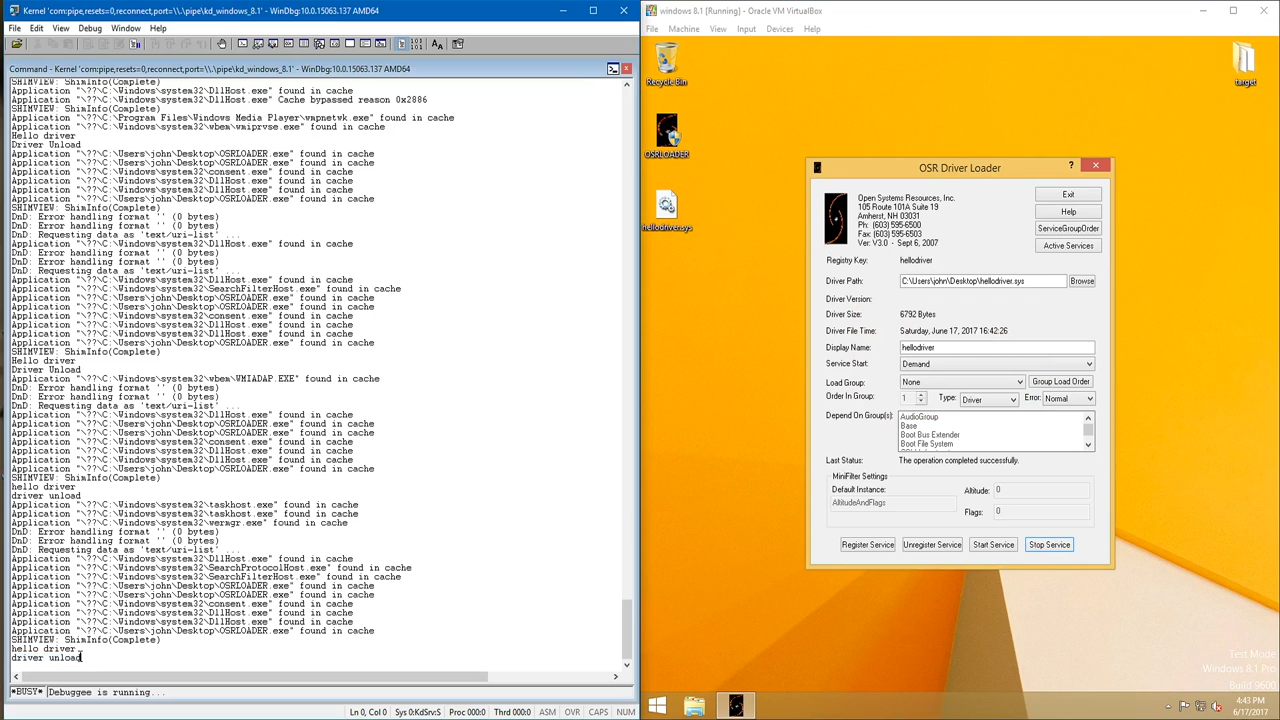 Kernel 'com:pipe,resets=0,reconnect,port=\\.\pipe\kd_windows_8.1' - WinDbg:10.0.15063.137 AMD64
File Edit View Debug Window Help
Command - Kernel 'com:pipe,resets=0,reconnect,port=\\.\pipe\kd_windows_8.1' - WinDbg:10.0.15063.137 AMD64
SHIMVIEW: ShimInfo(Complete)
Application "\??\C:\Windows\system32\DllHost.exe" found in cache
Application "\??\C:\Windows\system32\DllHost.exe" Cache bypassed reason 0x2886
SHIMVIEW: ShimInfo(Complete)
Application "\??\C:\Program Files\Windows Media Player\wmpnetwk.exe" found in cache
Application "\??\C:\Windows\system32\wbem\wmiprvse.exe" found in cache
Hello driver
Driver Unload
Application "\??\C:\Users\john\Desktop\OSRLOADER.exe" found in cache
Application "\??\C:\Users\john\Desktop\OSRLOADER.exe" found in cache
Application "\??\C:\Windows\system32\consent.exe" found in cache
Application "\??\C:\Windows\system32\DllHost.exe" found in cache
Application "\??\C:\Windows\system32\DllHost.exe" found in cache
Application "\??\C:\Users\john\Desktop\OSRLOADER.exe" found in cache
SHIMVIEW: ShimInfo(Complete)
DnD: Error handling format '' (0 bytes)
DnD: Error handling format '' (0 bytes)
DnD: Requesting data as 'text/uri-list' ...
Application "\??\C:\Windows\system32\DllHost.exe" found in cache
DnD: Error handling format '' (0 bytes)
DnD: Error handling format '' (0 bytes)
DnD: Requesting data as 'text/uri-list' ...
Application "\??\C:\Windows\system32\DllHost.exe" found in cache
Application "\??\C:\Windows\system32\SearchFilterHost.exe" found in cache
Application "\??\C:\Users\john\Desktop\OSRLOADER.exe" found in cache
Application "\??\C:\Users\john\Desktop\OSRLOADER.exe" found in cache
Application "\??\C:\Windows\system32\consent.exe" found in cache
Application "\??\C:\Windows\system32\DllHost.exe" found in cache
Application "\??\C:\Windows\system32\DllHost.exe" found in cache
Application "\??\C:\Users\john\Desktop\OSRLOADER.exe" found in cache
SHIMVIEW: ShimInfo(Complete)
Hello driver
Driver Unload
Application "\??\C:\Windows\system32\wbem\WMIADAP.EXE" found in cache
DnD: Error handling format '' (0 bytes)
DnD: Error handling format '' (0 bytes)
DnD: Requesting data as 'text/uri-list' ...
Application "\??\C:\Windows\system32\DllHost.exe" found in cache
Application "\??\C:\Users\john\Desktop\OSRLOADER.exe" found in cache
Application "\??\C:\Users\john\Desktop\OSRLOADER.exe" found in cache
Application "\??\C:\Windows\system32\consent.exe" found in cache
Application "\??\C:\Windows\system32\DllHost.exe" found in cache
Application "\??\C:\Windows\system32\DllHost.exe" found in cache
Application "\??\C:\Users\john\Desktop\OSRLOADER.exe" found in cache
SHIMVIEW: ShimInfo(Complete)
hello driver
driver unload
Application "\??\C:\Windows\system32\taskhost.exe" found in cache
Application "\??\C:\Windows\system32\taskhost.exe" found in cache
Application "\??\C:\Windows\system32\wermgr.exe" found in cache
DnD: Error handling format '' (0 bytes)
DnD: Error handling format '' (0 bytes)
DnD: Requesting data as 'text/uri-list' ...
Application "\??\C:\Windows\system32\DllHost.exe" found in cache
Application "\??\C:\Windows\system32\SearchProtocolHost.exe" found in cache
Application "\??\C:\Windows\system32\SearchFilterHost.exe" found in cache
Application "\??\C:\Users\john\Desktop\OSRLOADER.exe" found in cache
Application "\??\C:\Users\john\Desktop\OSRLOADER.exe" found in cache
Application "\??\C:\Windows\system32\consent.exe" found in cache
Application "\??\C:\Windows\system32\DllHost.exe" found in cache
Application "\??\C:\Windows\system32\DllHost.exe" found in cache
Application "\??\C:\Users\john\Desktop\OSRLOADER.exe" found in cache
SHIMVIEW: ShimInfo(Complete)
hello driver
driver unload
*BUSY* Debuggee is running...
Ln 0, Col 0 Sys 0:KdSrv:S Proc 000:0 Thrd 000:0 ASM OVR CAPS NUM
windows 8.1 [Running] - Oracle VM VirtualBox
File Machine View Input Devices Help
Recycle Bin
target
OSRLOADER
hellodriver.sys
OSR Driver Loader
Open Systems Resources, Inc.
105 Route 101A Suite 19
Amherst, NH 03031
Ph: (603) 595-6500
Fax: (603) 595-6503
Ver: V3.0 - Sept 6, 2007
Exit
Help
ServiceGroupOrder
Active Services
Registry Key: hellodriver
Driver Path: C:\Users\john\Desktop\hellodriver.sys Browse
Driver Version:
Driver Size: 6792 Bytes
Driver File Time: Saturday, June 17, 2017 16:42:26
Display Name: hellodriver
Service Start: Demand
Load Group: None Group Load Order
Order In Group: 1 Type: Driver Error: Normal
Depend On Group(s): AudioGroup
Base
Boot Bus Extender
Boot File System
Last Status: The operation completed successfully.
MiniFilter Settings
Default Instance: Altitude: 0
AltitudeAndFlags
Flags: 0
Register Service Unregister Service Start Service Stop Service
Test Mode
Windows 8.1 Pro
Build 9600
4:43 PM
6/17/2017